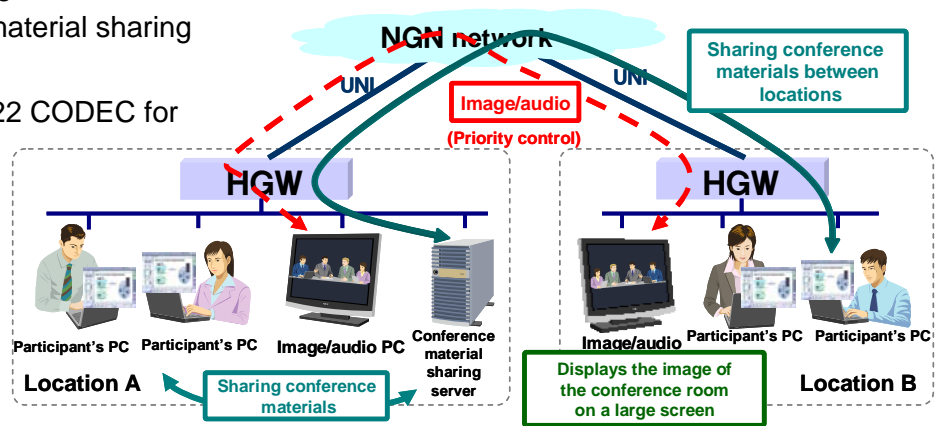 material sharing
22 CODEC for
NGN network
UNI
UNI
Image/audio
(Priority control)
Sharing conference
materials between
locations
HGW
HGW
Participant's PC
Participant's PC
Image/audio PC
Conference
material
sharing
server
Location A
Sharing conference
materials
Image/audio
Participant's PC
Participant's PC
Displays the image of
the conference room
on a large screen
Location B